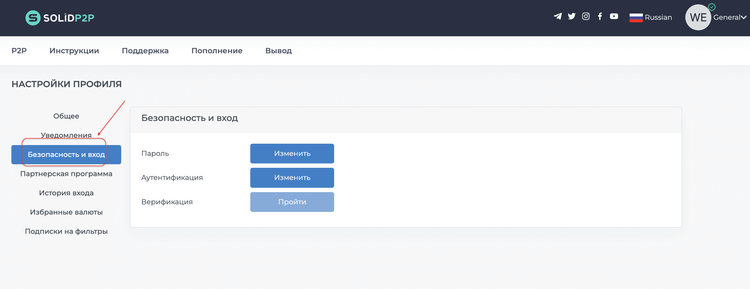 SOLiDP2P
Russian
WE
General
P2P
Инструкции
Поддержка
Пополнение
Вывод
НАСТРОЙКИ ПРОФИЛЯ
Общее
Уведомления
Безопасность и вход
Партнерская программа
История входа
Избранные валюты
Подписки на фильтры
Безопасность и вход
Пароль
Изменить
Аутентификация
Изменить
Верификация
Пройти